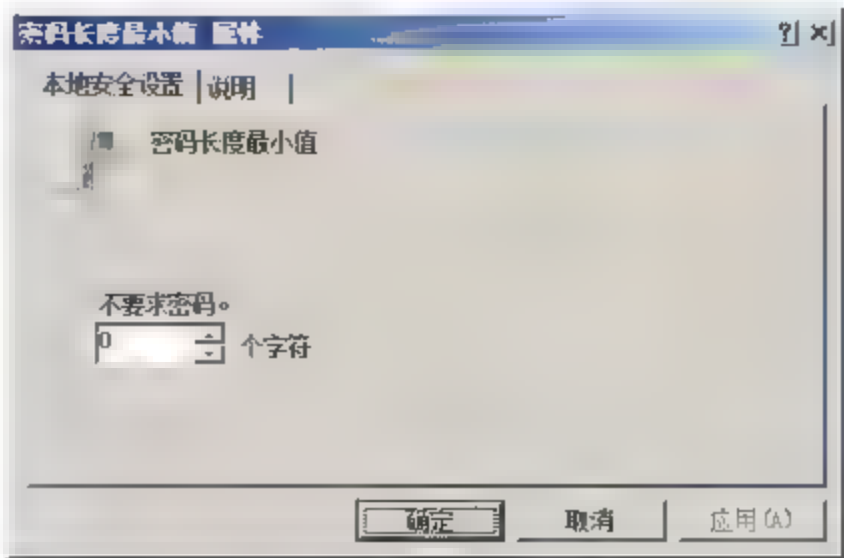 密码长度最小值 属性
本地安全设置 说明
密码长度最小值
不要求密码。
0 个字符
确定 取消 应用(A)